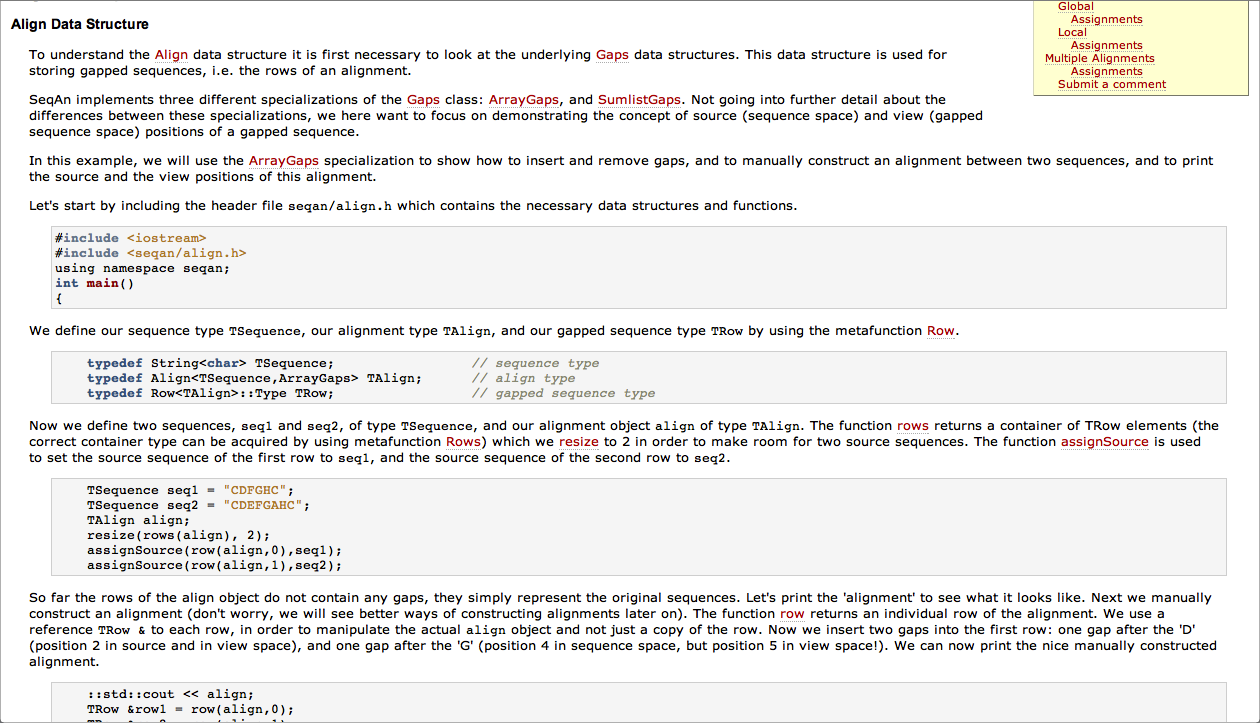 Align Data Structure
To understand the Align data structure it is first necessary to look at the underlying Gaps data structures. This data structure is used for
storing gapped sequences, i.e. the rows of an alignment.
SeqAn implements three different specializations of the Gaps class: ArrayGaps, and SumlistGaps. Not going into further detail about the
differences between these specializations, we here want to focus on demonstrating the concept of source (sequence space) and view (gapped
sequence space) positions of a gapped sequence.
In this example, we will use the ArrayGaps specialization to show how to insert and remove gaps, and to manually construct an alignment between two sequences, and to print
the source and the view positions of this alignment.
Let's start by including the header file seqan/align.h which contains the necessary data structures and functions.
#include <iostream>
#include <seqan/align.h>
using namespace seqan;
int main()
{
We define our sequence type TSequence, our alignment type TAlign, and our gapped sequence type TRow by using the metafunction Row.
typedef String<char> TSequence; // sequence type
typedef Align<TSequence,ArrayGaps> TAlign; // align type
typedef Row<TAlign>::Type TRow; // gapped sequence type
Now we define two sequences, seq1 and seq2, of type TSequence, and our alignment object align of type TAlign. The function rows returns a container of TRow elements (the
correct container type can be acquired by using metafunction Rows) which we resize to 2 in order to make room for two source sequences. The function assignSource is used
to set the source sequence of the first row to seq1, and the source sequence of the second row to seq2.
TSequence seq1 = "CDFGHC";
TSequence seq2 = "CDEFGAHC";
TAlign align;
resize(rows(align), 2);
assignSource(row(align,0),seq1);
assignSource(row(align,1),seq2);
So far the rows of the align object do not contain any gaps, they simply represent the original sequences. Let's print the 'alignment' to see what it looks like. Next we manually
construct an alignment (don't worry, we will see better ways of constructing alignments later on). The function row returns an individual row of the alignment. We use a
reference TRow & to each row, in order to manipulate the actual align object and not just a copy of the row. Now we insert two gaps into the first row: one gap after the 'D'
(position 2 in source and in view space), and one gap after the 'G' (position 4 in sequence space, but position 5 in view space!). We can now print the nice manually constructed
alignment.
::std::cout << align;
TRow &row1 = row(align,0);
Global
Assignments
Local
Assignments
Multiple Alignments
Assignments
Submit a comment